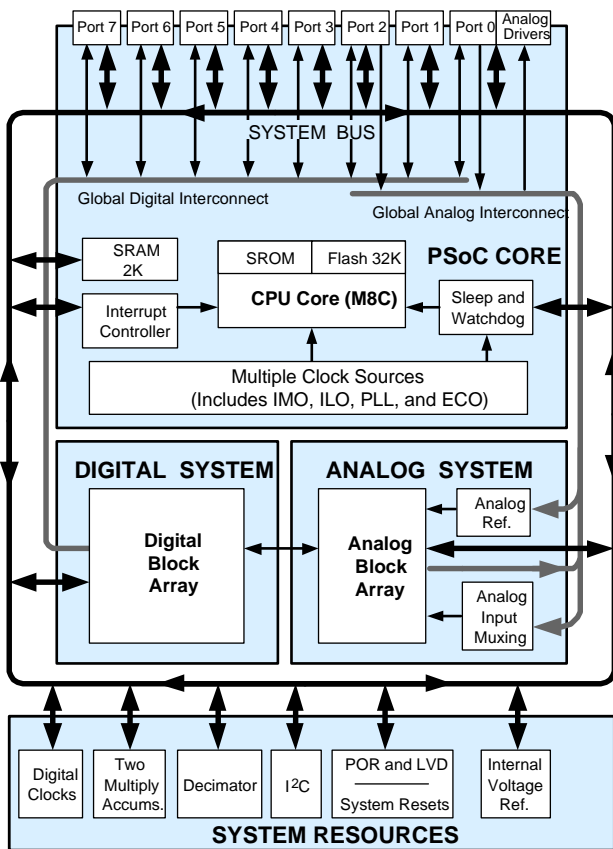 Port 7 Port 6 Port 5 Port 4 Port 3 Port 2 Port 1 Port 0 Analog
Drivers
SYSTEM BUS
Global Digital Interconnect
Global Analog Interconnect
PSoC CORE
SRAM
2K
SROM Flash 32K
CPU Core (M8C)
Interrupt
Controller
Sleep and
Watchdog
Multiple Clock Sources
(Includes IMO, ILO, PLL, and ECO)
DIGITAL SYSTEM
Digital
Block
Array
ANALOG SYSTEM
Analog
Block
Array
Analog
Ref.
Analog
Input
Muxing
Digital
Clocks
Two
Multiply
Accums.
Decimator
I²C
POR and LVD
System Resets
Internal
Voltage
Ref.
SYSTEM RESOURCES